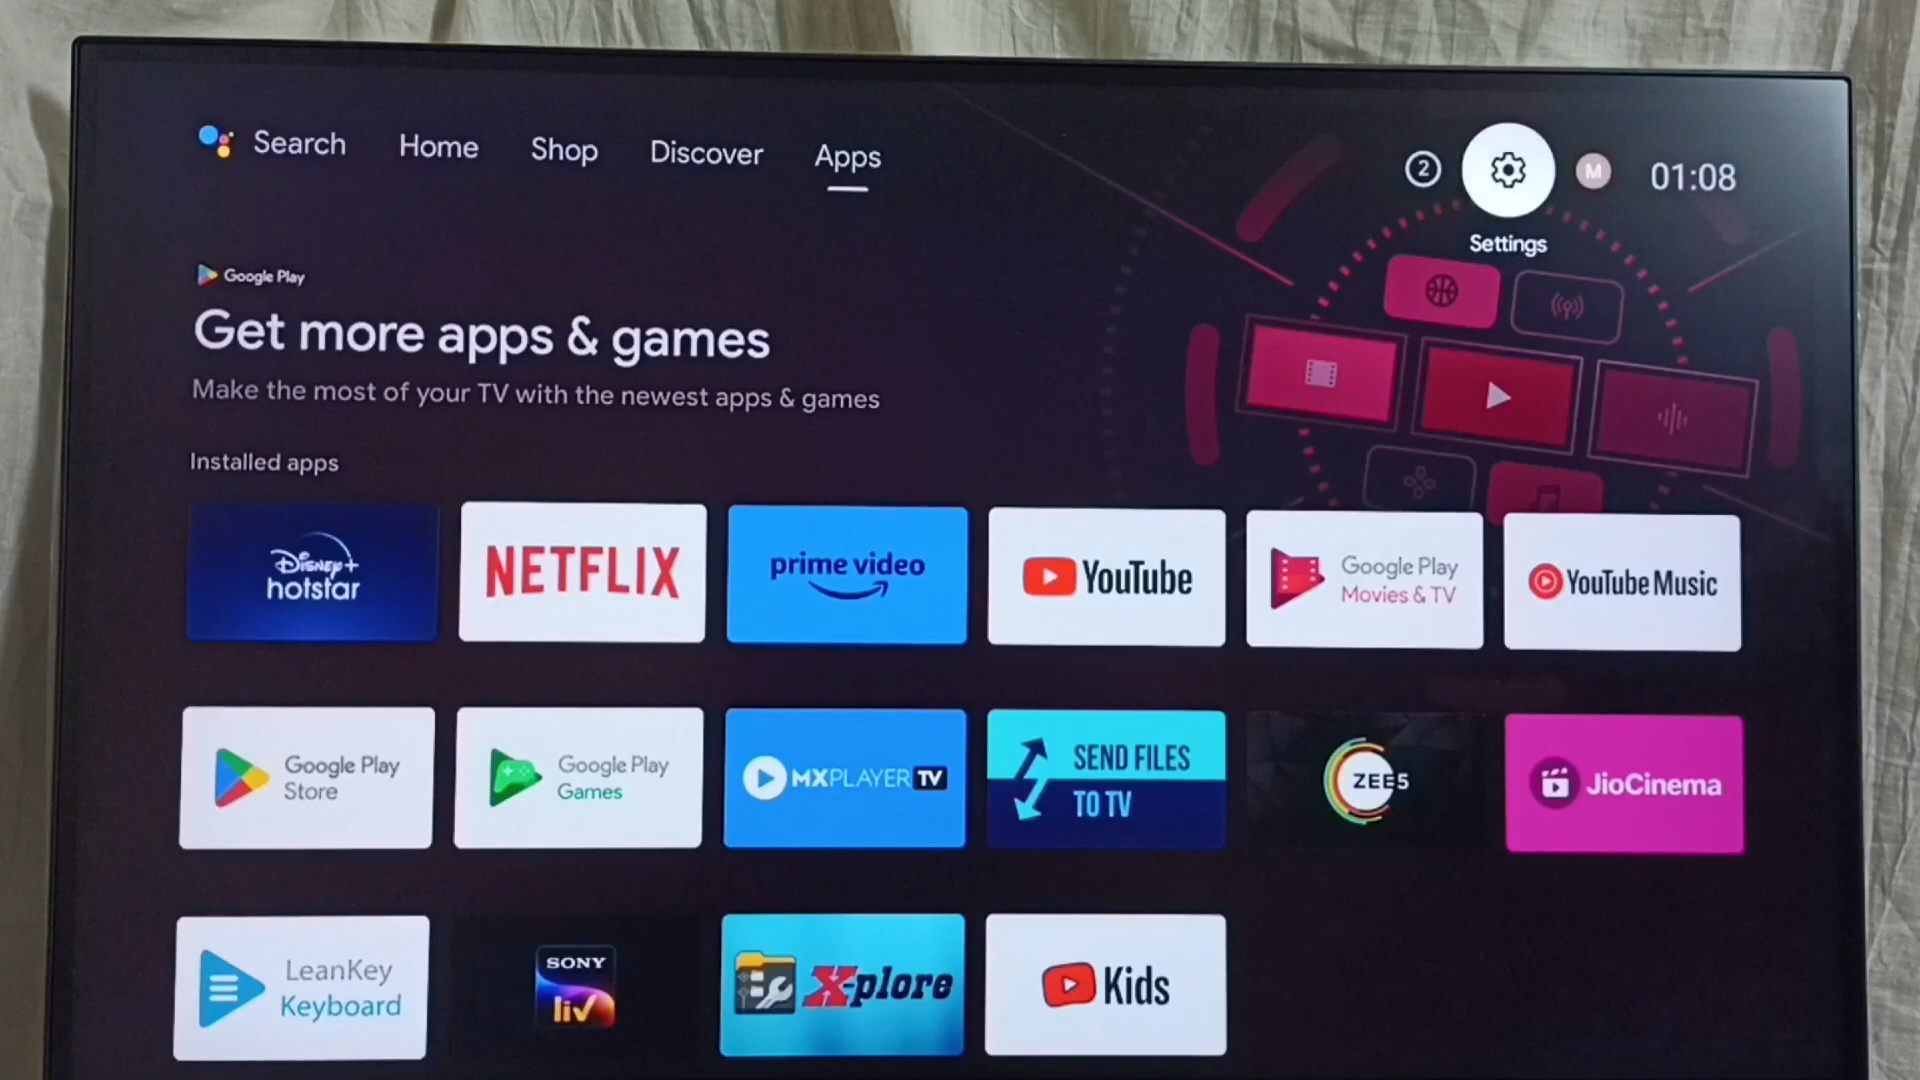 Search Home Shop Discover Apps
2 M 01:08
Settings
Google Play
Get more apps & games
Make the most of your TV with the newest apps & games
Installed apps
Disney+
hotstar
NETFLIX
prime video
YouTube
Google Play
Movies & TV
YouTube Music
Google Play
Store
Google Play
Games
MXPLAYER TV
SEND FILES
TO TV
ZEE5
JioCinema
LeanKey
Keyboard
SONY
liv
X-plore
Kids